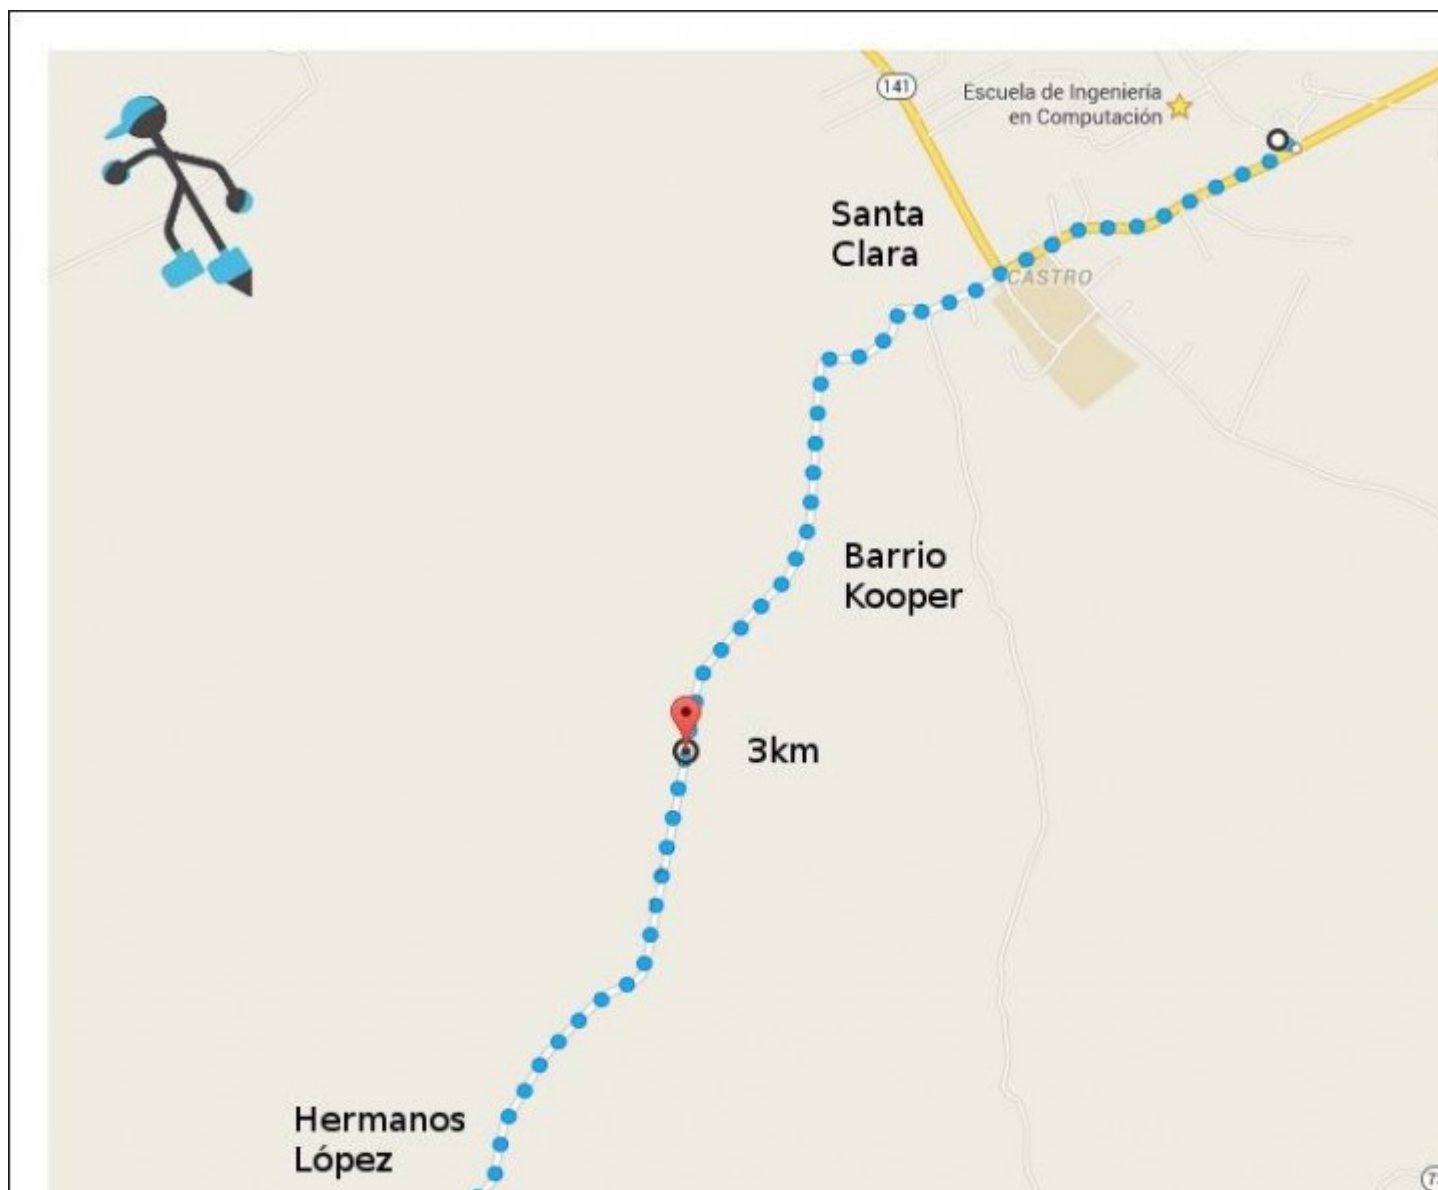 141
Escuela de Ingeniería
en Computación
Santa
Clara
CASTRO
Barrio
Kooper
3km
Hermanos
López